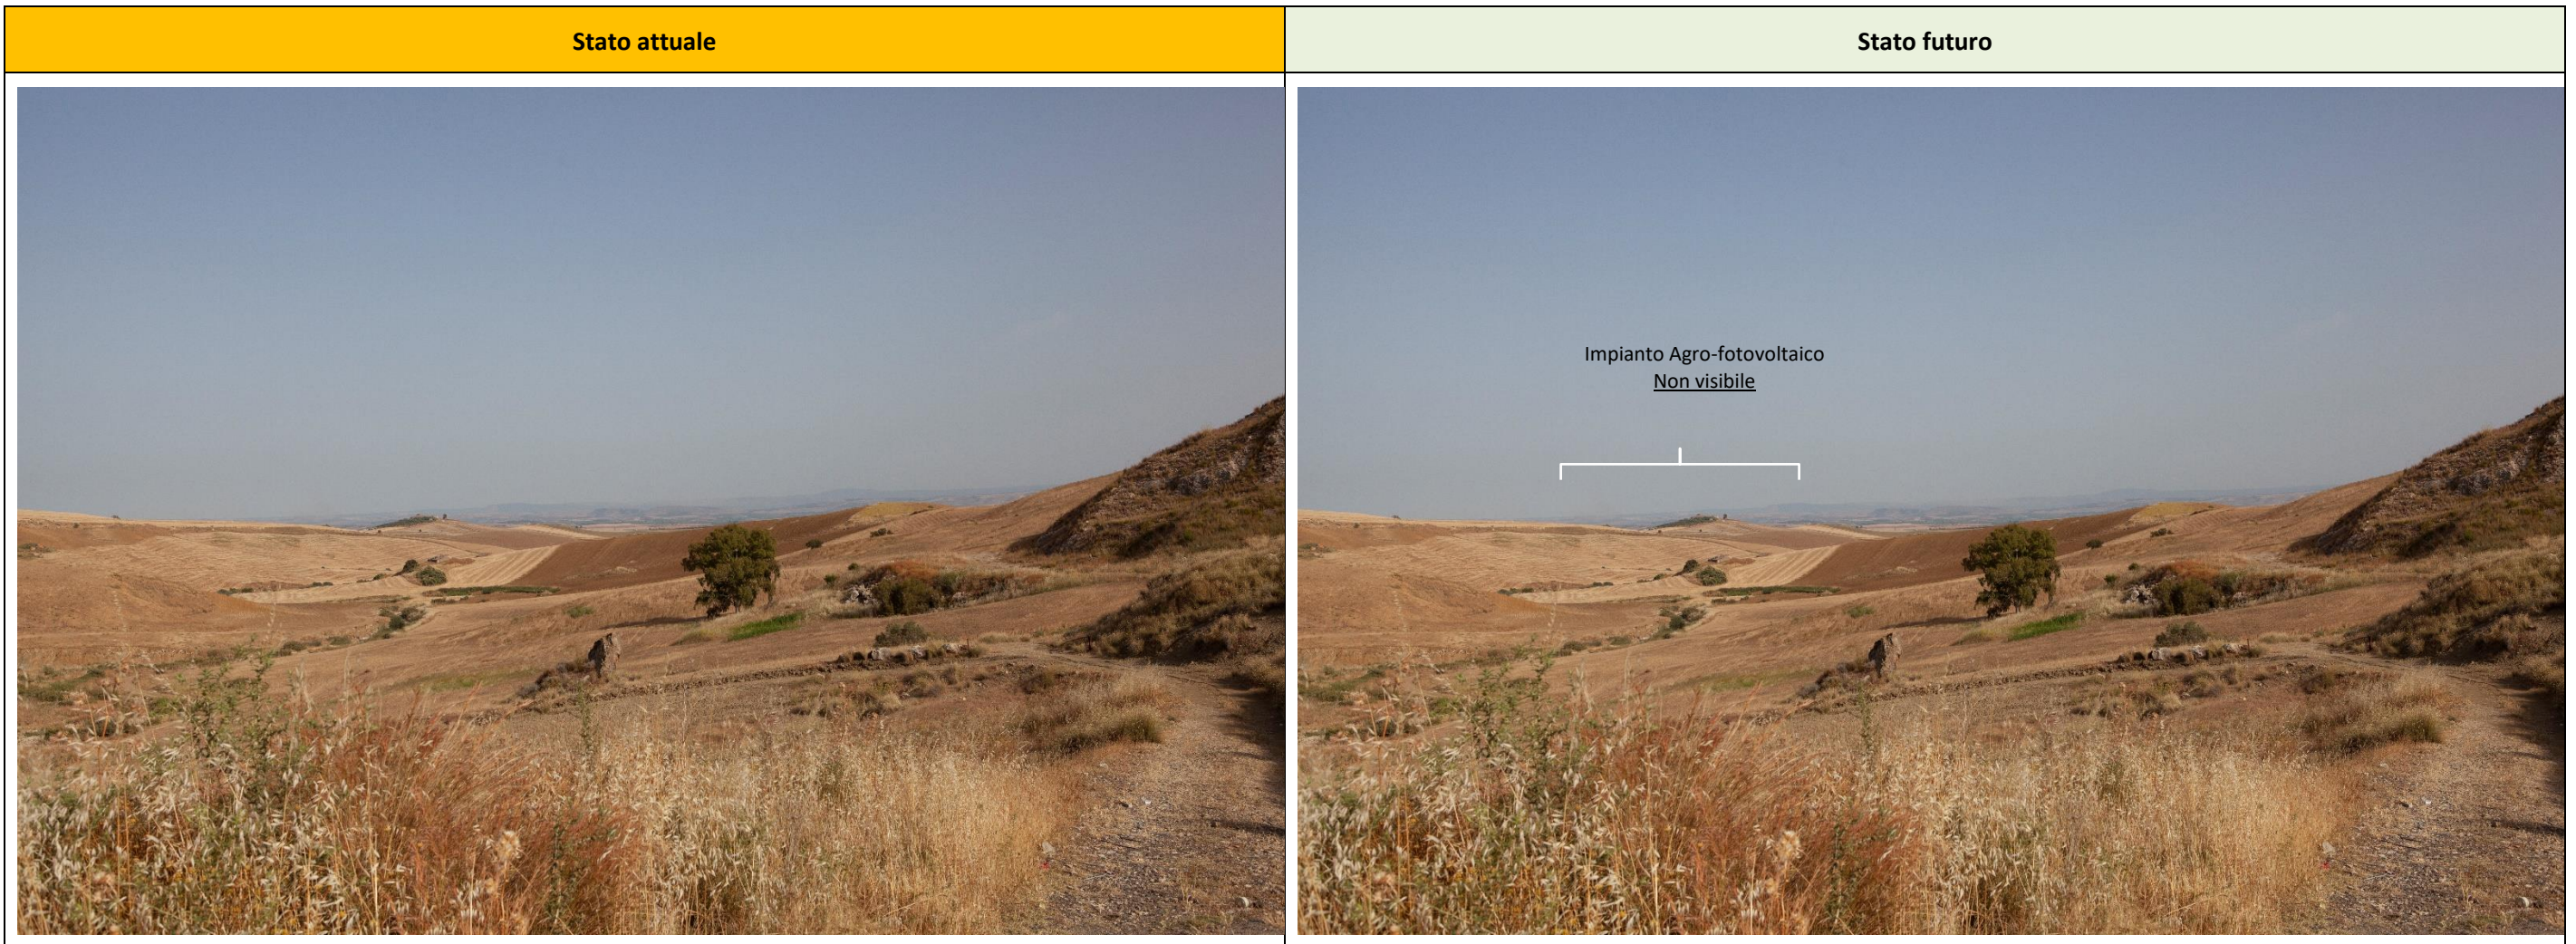 Stato attuale
Stato futuro
Impianto Agro-fotovoltaico
Non visibile